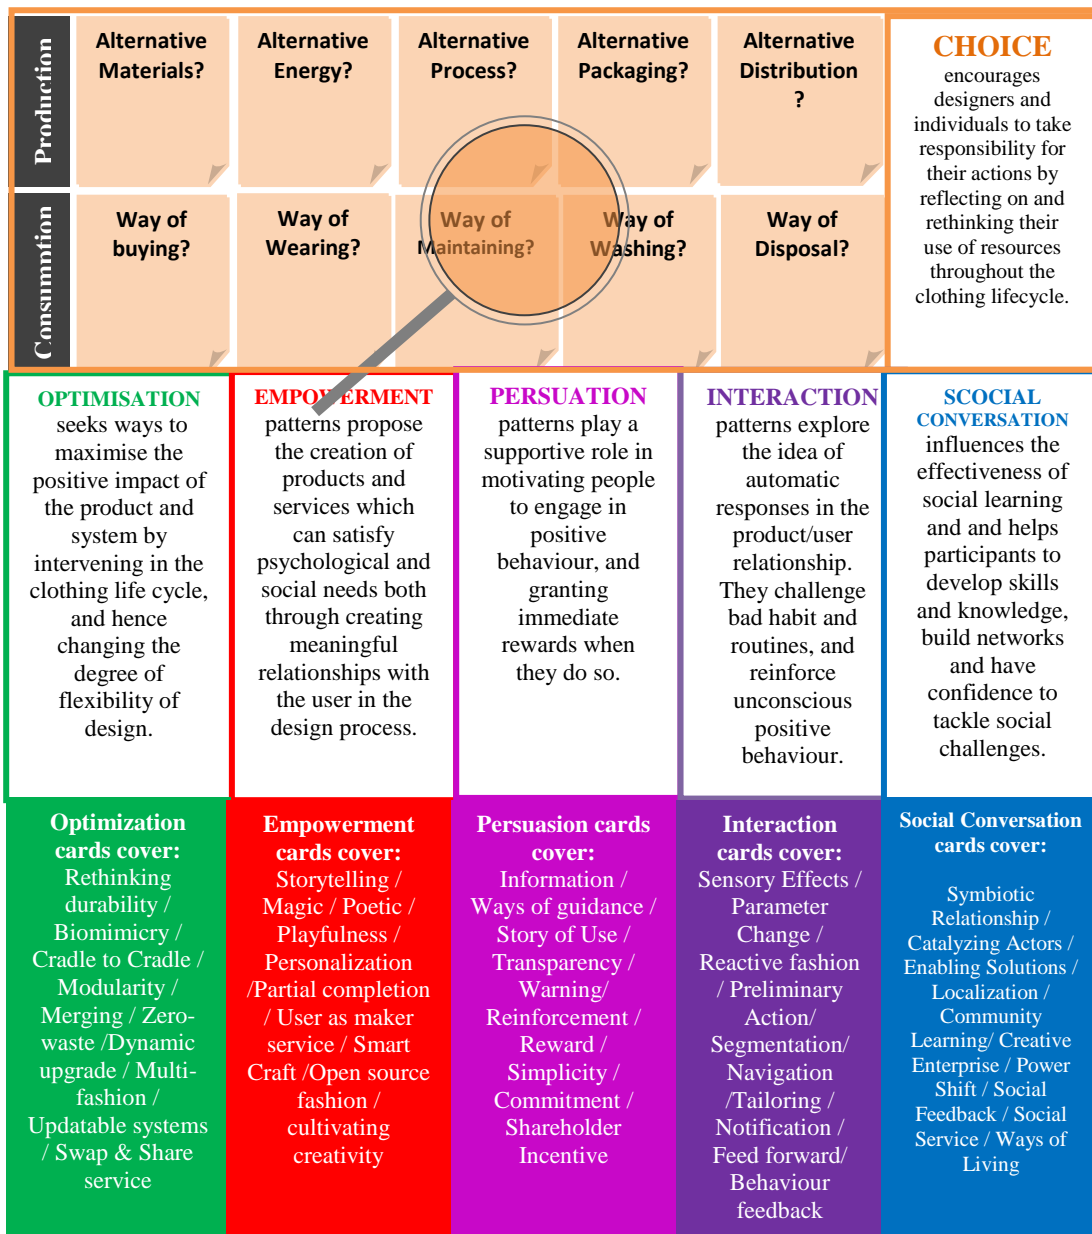 Production
Alternative
Materials?
Alternative
Energy?
Alternative
Process?
Alternative
Packaging?
Alternative
Distribution
?
CHOICE
encourages
designers and
individuals to take
responsibility for
their actions by
reflecting on and
rethinking their
use of resources
throughout the
clothing lifecycle.
Consumption
Way of
buying?
Way of
Wearing?
Way of
Maintaining?
Way of
Washing?
Way of
Disposal?
OPTIMISATION
seeks ways to
maximise the
positive impact of
the product and
system by
intervening in the
clothing life cycle,
and hence
changing the
degree of
flexibility of
design.
EMPOWERMENT
patterns propose
the creation of
products and
services which
can satisfy
psychological and
social needs both
through creating
meaningful
relationships with
the user in the
design process.
PERSUATION
patterns play a
supportive role in
motivating people
to engage in
positive
behaviour, and
granting
immediate
rewards when
they do so.
INTERACTION
patterns explore
the idea of
automatic
responses in the
product/user
relationship.
They challenge
bad habit and
routines, and
reinforce
unconscious
positive
behaviour.
SCOCIAL
CONVERSATION
influences the
effectiveness of
social learning
and and helps
participants to
develop skills
and knowledge,
build networks
and have
confidence to
tackle social
challenges.
Optimization
cards cover:
Rethinking
durability /
Biomimicry /
Cradle to Cradle /
Modularity /
Merging / Zero-
waste /Dynamic
upgrade / Multi-
fashion /
Updatable systems
/ Swap & Share
service
Empowerment
cards cover:
Storytelling /
Magic / Poetic /
Playfulness /
Personalization
/Partial completion
/ User as maker
service / Smart
Craft /Open source
fashion /
cultivating
creativity
Persuasion cards
cover:
Information /
Ways of guidance /
Story of Use /
Transparency /
Warning/
Reinforcement /
Reward /
Simplicity /
Commitment /
Shareholder
Incentive
Interaction
cards cover:
Sensory Effects /
Parameter
Change /
Reactive fashion
/ Preliminary
Action/
Segmentation/
Navigation
/Tailoring /
Notification /
Feed forward/
Behaviour
feedback
Social Conversation
cards cover:
Symbiotic
Relationship /
Catalyzing Actors /
Enabling Solutions /
Localization /
Community
Learning/ Creative
Enterprise / Power
Shift / Social
Feedback / Social
Service / Ways of
Living